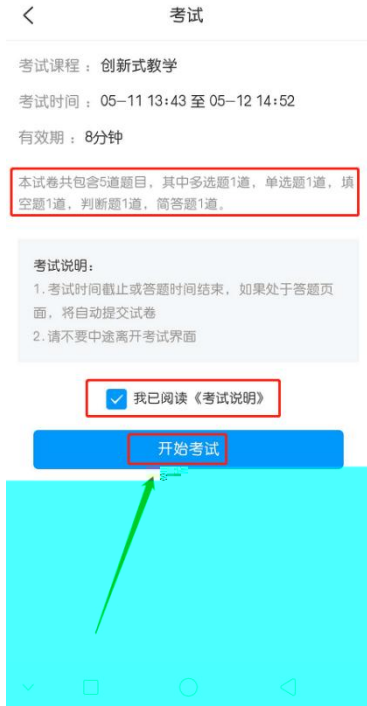 考试
考试课程：创新式教学
考试时间：05-11 13:43 至 05-12 14:52
有效期：8分钟
本试卷共包含5道题目，其中多选题1道，单选题1道，填
空题1道，判断题1道，简答题1道。
考试说明：
1.考试时间截止或答题时间结束，如果处于答题页
面，将自动提交试卷
2.请不要中途离开考试界面
我已阅读《考试说明》
开始考试